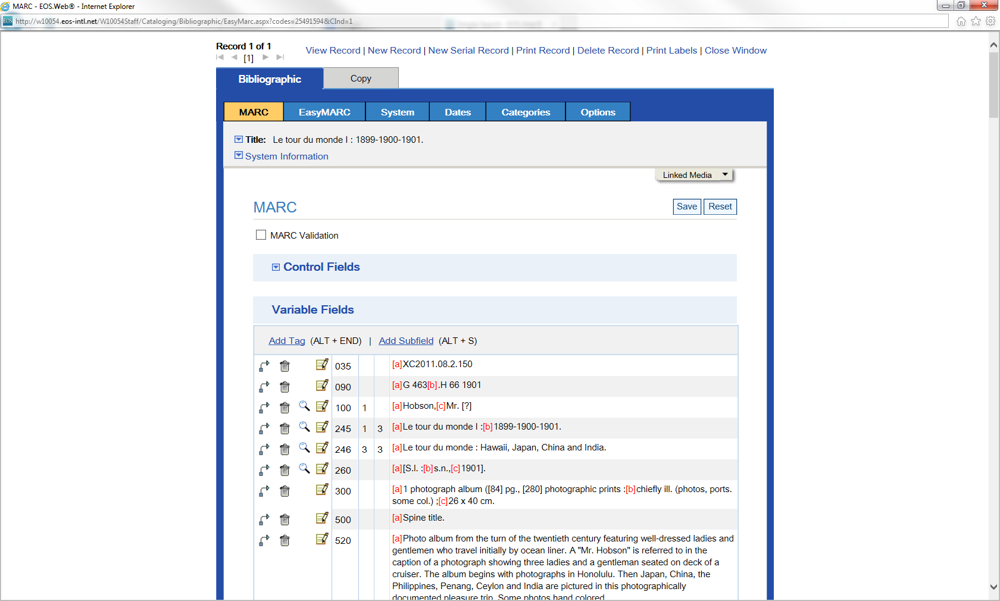 MARC - EOS.Web® - Internet Explorer
EOS http://w10054.eos-intl.net/W10054Staff/Cataloging/Bibliographic/EasyMarc.aspx?codes=25491594&CInd=1
Record 1 of 1
[1]
View Record | New Record | New Serial Record | Print Record | Delete Record | Print Labels | Close Window
Bibliographic Copy
MARC EasyMARC System Dates Categories Options
Title: Le tour du monde I : 1899-1900-1901.
System Information
Linked Media
MARC Save Reset
MARC Validation
Control Fields
Variable Fields
Add Tag (ALT + END) | Add Subfield (ALT + S)
035 [a]XC2011.08.2.150
090 [a]G 463[b].H 66 1901
100 1 [a]Hobson,[c]Mr. [?]
245 1 3 [a]Le tour du monde I :[b]1899-1900-1901.
246 3 3 [a]Le tour du monde : Hawaii, Japan, China and India.
260 [a][S.l. :[b]s.n.,[c]1901].
300 [a]1 photograph album ([84] pg., [280] photographic prints :[b]chiefly ill. (photos, ports.
some col.) ;[c]26 x 40 cm.
500 [a]Spine title.
520 [a]Photo album from the turn of the twentieth century featuring well-dressed ladies and
gentlemen who travel initially by ocean liner. A "Mr. Hobson" is referred to in the
caption of a photograph showing three ladies and a gentleman seated on deck of a
cruiser. The album begins with photographs in Honolulu. Then Japan, China, the
Philippines, Penang, Ceylon and India are pictured in this photographically
documented pleasure trip. Some photos hand colored